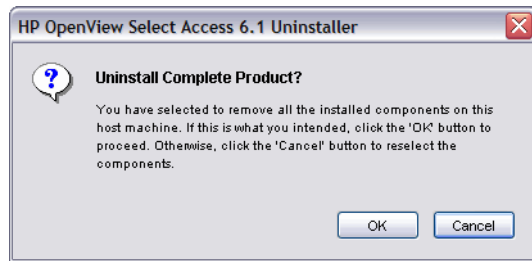 HP OpenView Select Access 6.1 Uninstaller
Uninstall Complete Product?
You have selected to remove all the installed components on this
host machine. If this is what you intended, click the 'OK' button to
proceed. Otherwise, click the 'Cancel' button to reselect the
components.
OK
Cancel